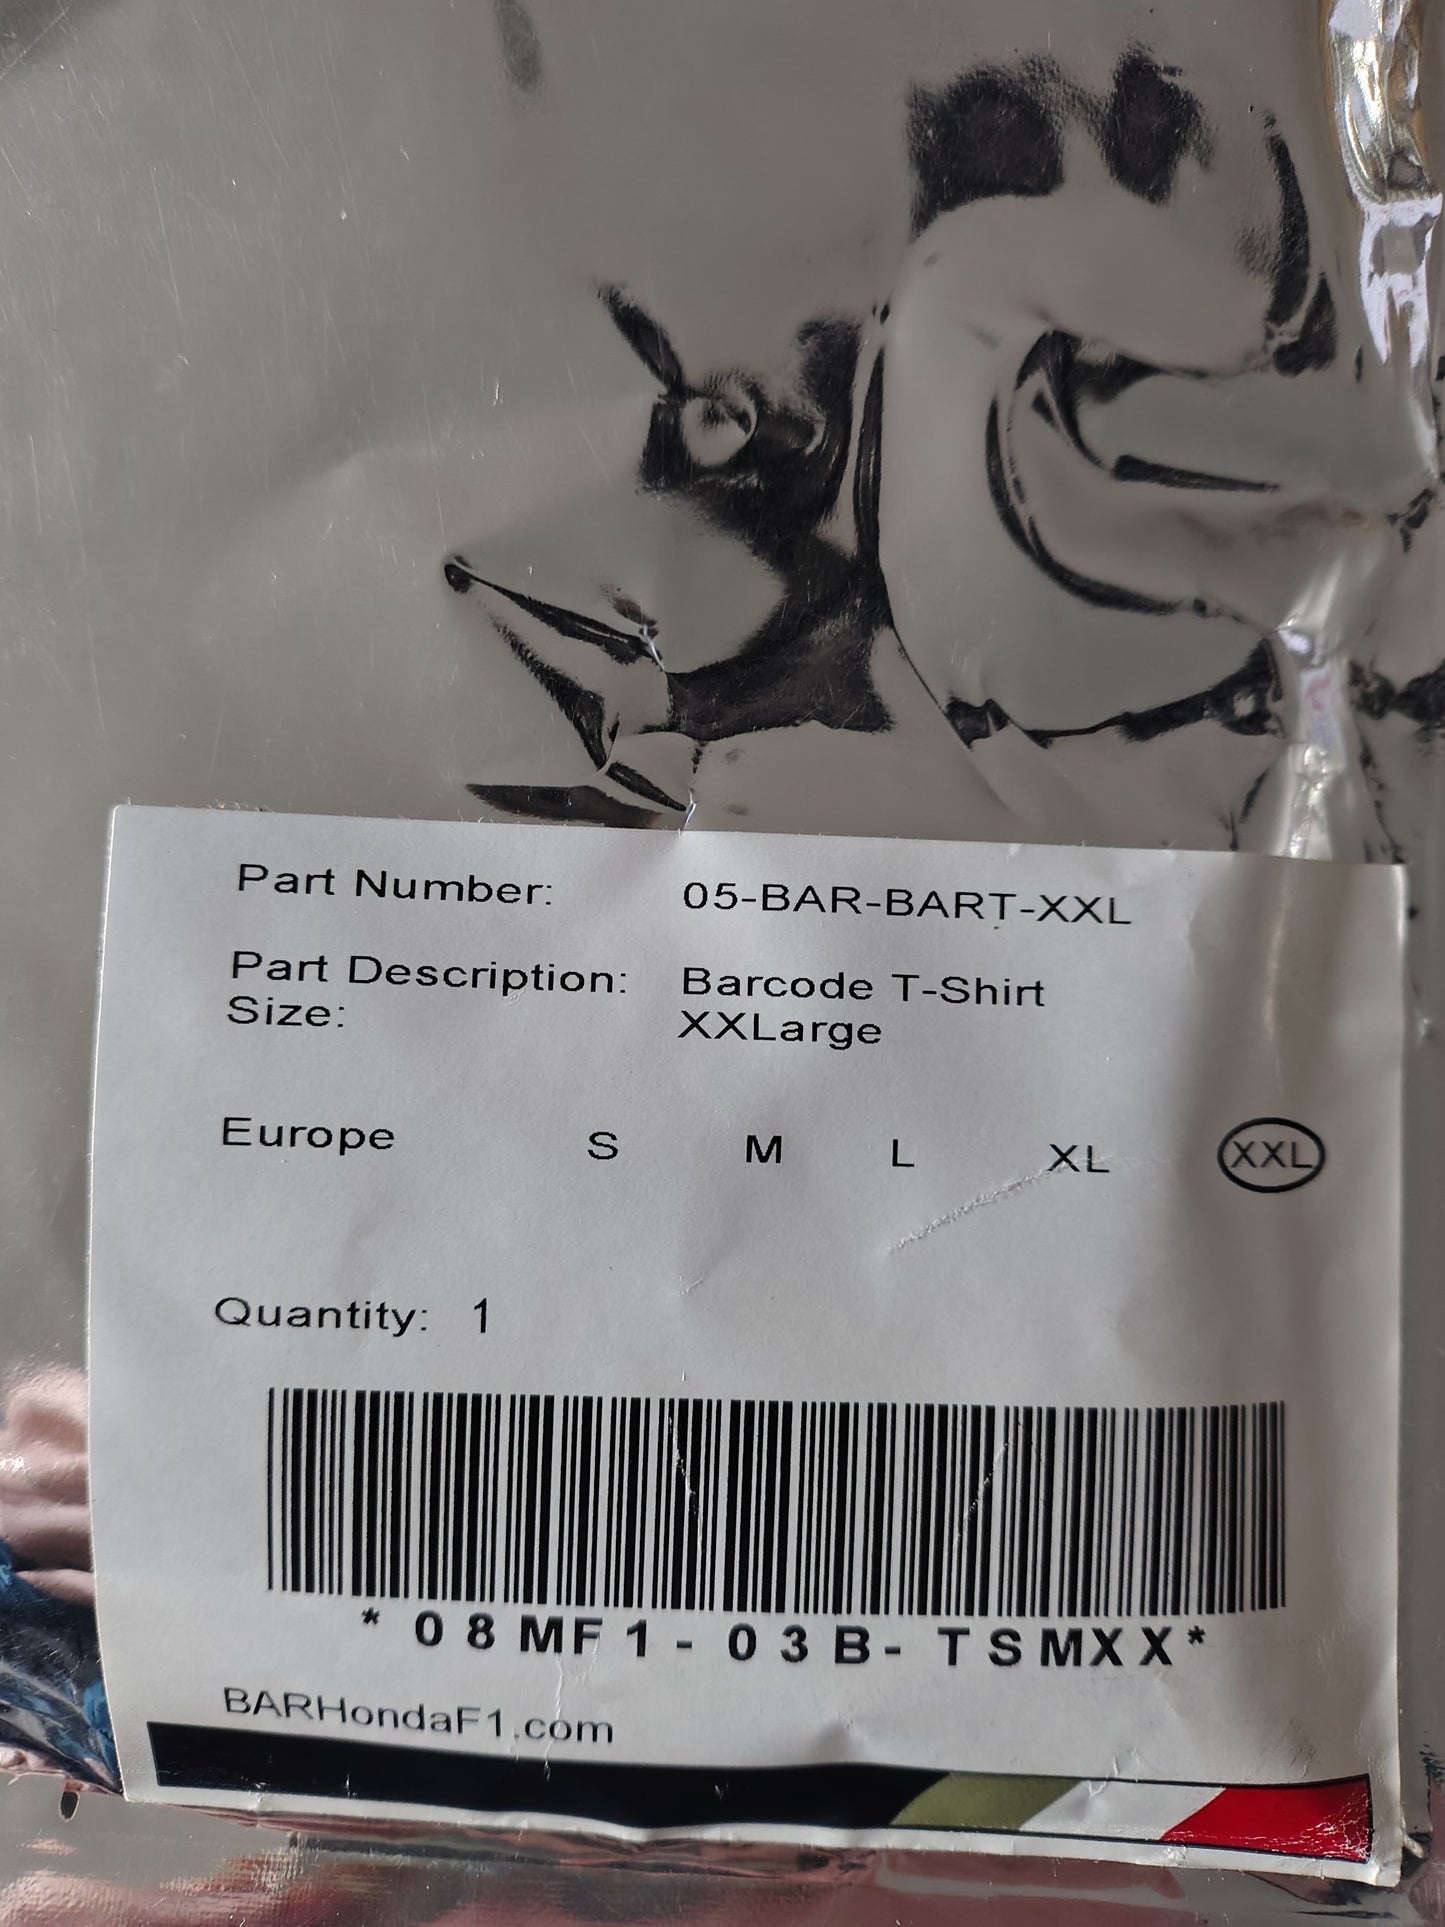 Part Number: 05-BAR-BART-XXL
Part Description: Barcode T-Shirt
Size: XXLarge
Europe S M L XL XXL
Quantity: 1
*08MF1-03B-TSMXX*
BARHondaF1.com